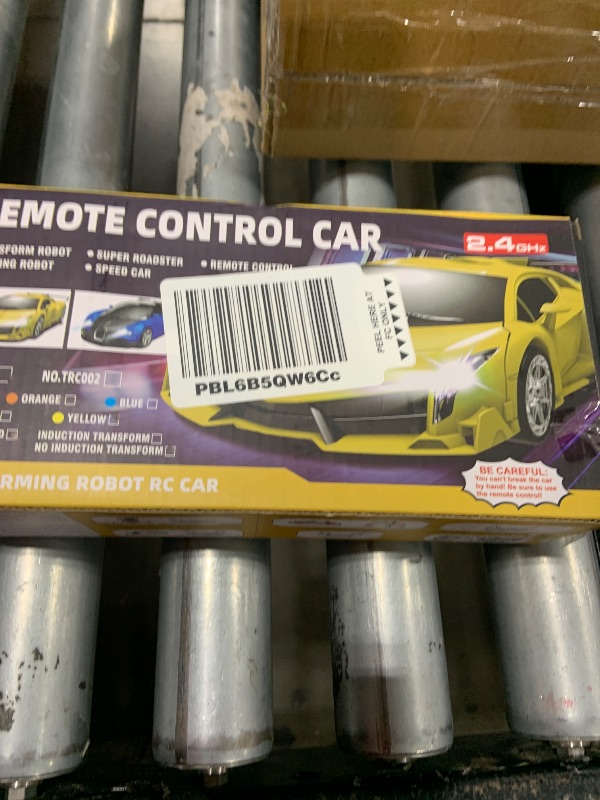 EMOTE CONTROL CAR
2.4GHz
SFORM ROBOT
NG ROBOT
• SUPER ROADSTER
• SPEED CAR
• REMOTE CONTROL
PEEL HERE AT
FC ONLY
PBL6B5QW6Cc
NO.TRC002
ORANGE
BLUE
YELLOW
INDUCTION TRANSFORM
NO INDUCTION TRANSFORM
RMING ROBOT RC CAR
BE CAREFUL:
You can't break the car
by hand! Be sure to use
the remote control!